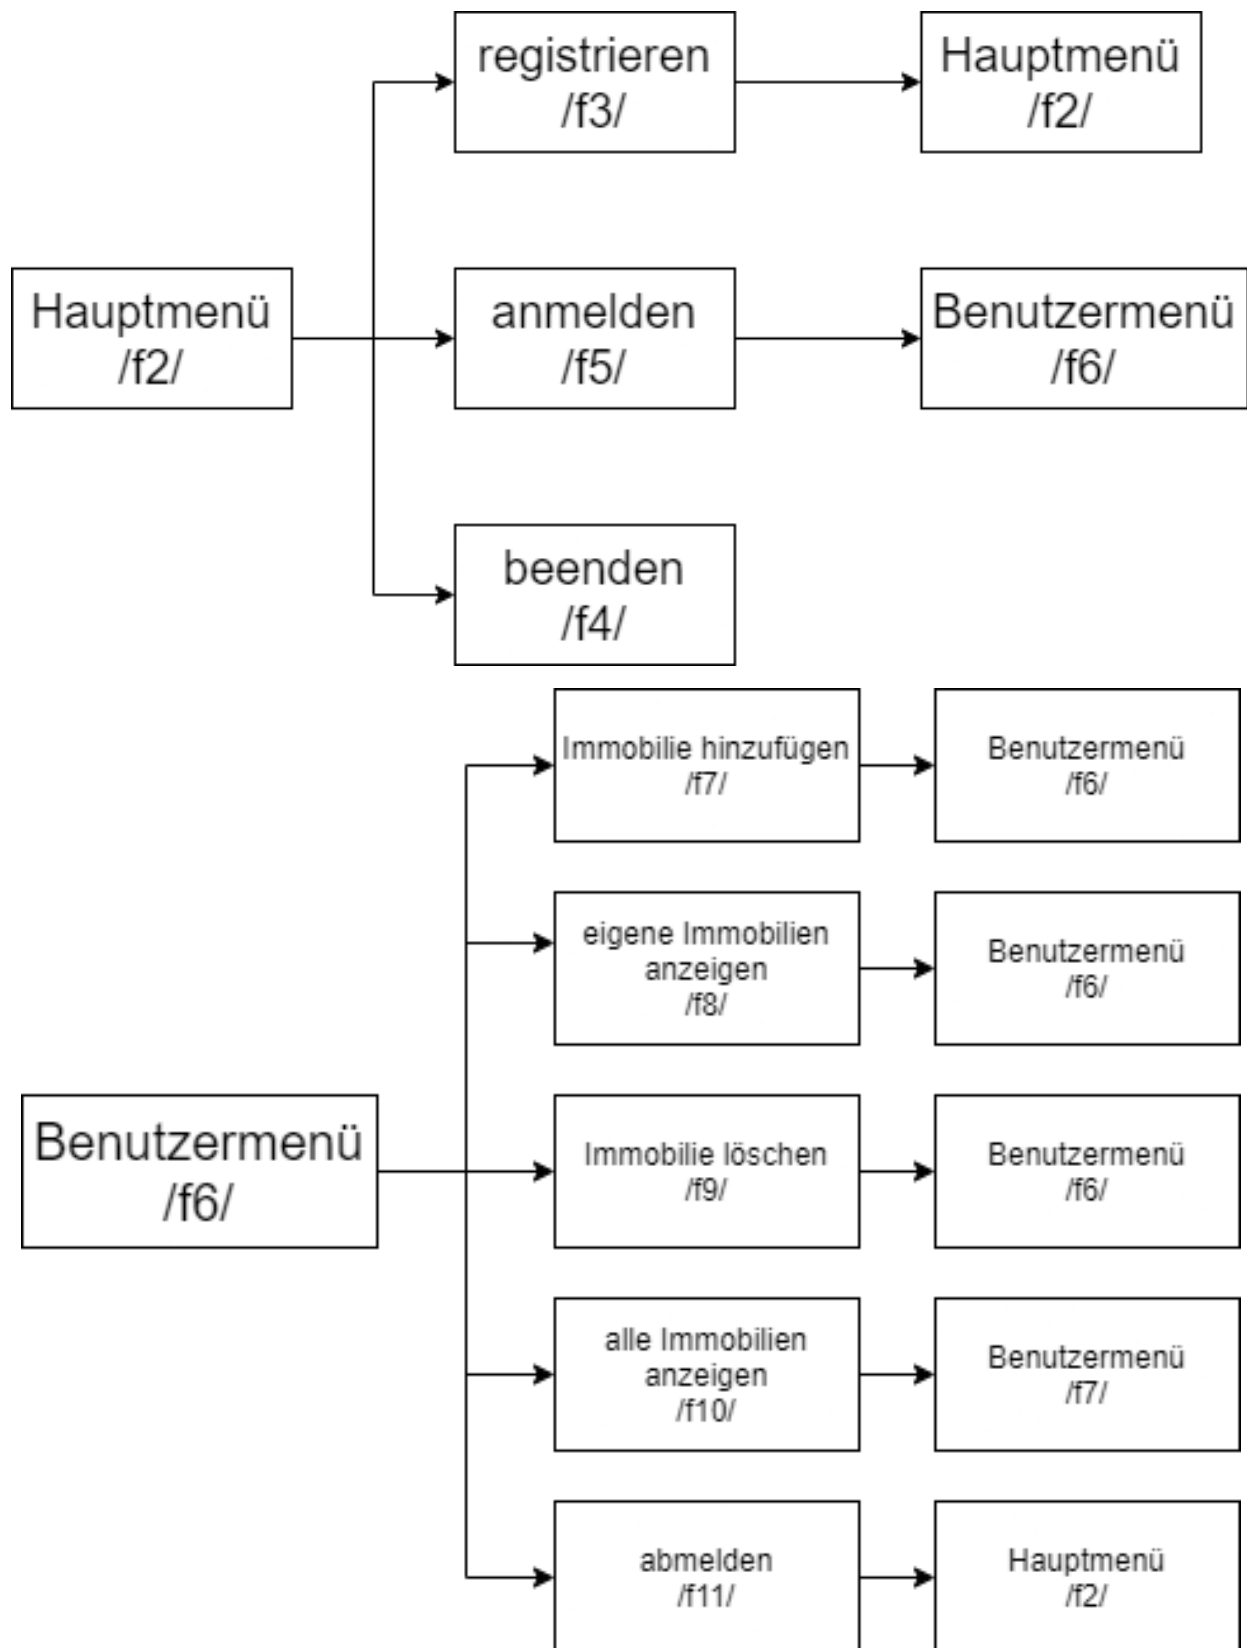 registrieren
/f3/
Hauptmenü
/f2/
Hauptmenü
/f2/
anmelden
/f5/
Benutzermenü
/f6/
beenden
/f4/
Immobilie hinzufügen
/f7/
Benutzermenü
/f6/
eigene Immobilien
anzeigen
/f8/
Benutzermenü
/f6/
Benutzermenü
/f6/
Immobilie löschen
/f9/
Benutzermenü
/f6/
alle Immobilien
anzeigen
/f10/
Benutzermenü
/f7/
abmelden
/f11/
Hauptmenü
/f2/